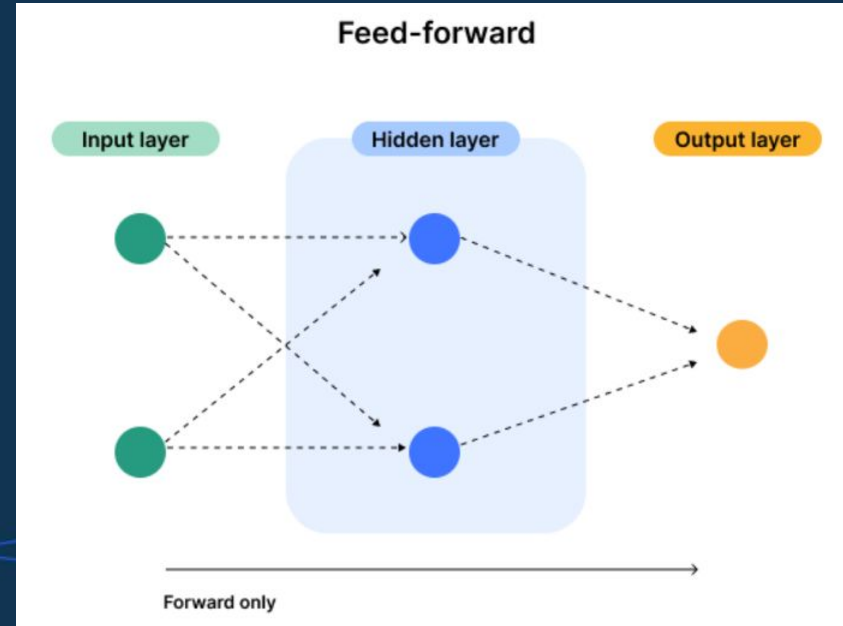 Feed-forward
Input layer
Hidden layer
Output layer
Forward only